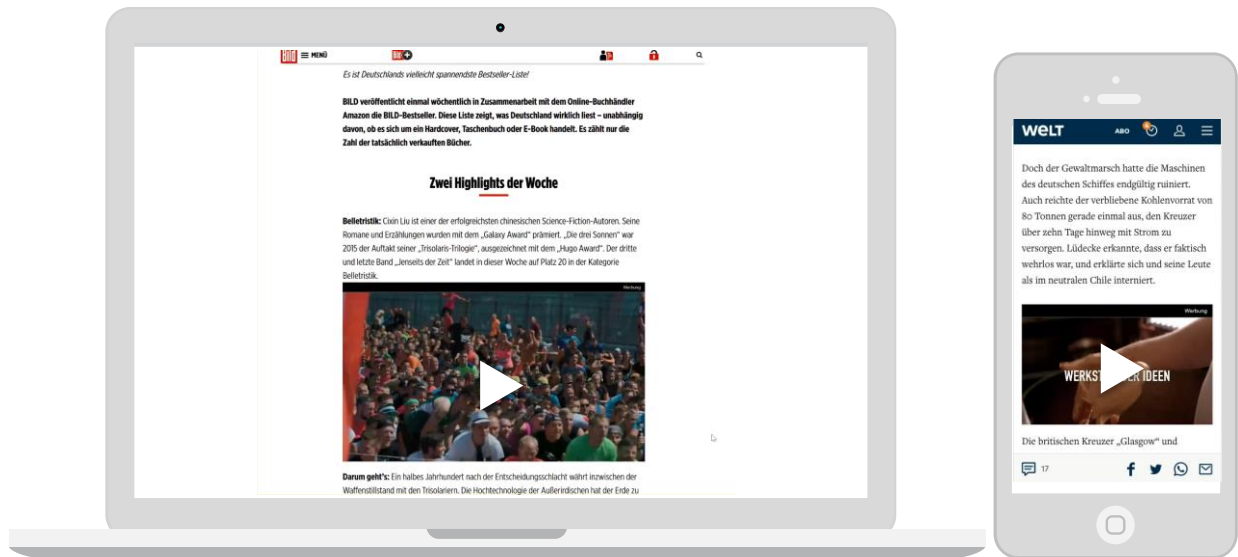 Bild MENÜ Bild+
Es ist Deutschlands vielleicht spannendste Bestseller-Liste!
BILD veröffentlicht einmal wöchentlich in Zusammenarbeit mit dem Online-Buchhändler
Amazon die BILD-Bestseller. Diese Liste zeigt, was Deutschland wirklich liest – unabhängig
davon, ob es sich um ein Hardcover, Taschenbuch oder E-Book handelt. Es zählt nur die
Zahl der tatsächlich verkauften Bücher.
Zwei Highlights der Woche
Belletristik: Cixin Liu ist einer der erfolgreichsten chinesischen Science-Fiction-Autoren. Seine
Romane und Erzählungen wurden mit dem „Galaxy Award“ prämiert. „Die drei Sonnen“ war
2015 der Auftakt seiner „Trisolaris-Trilogie“, ausgezeichnet mit dem „Hugo Award“. Der dritte
und letzte Band „Jenseits der Zeit“ landet in dieser Woche auf Platz 20 in der Kategorie
Belletristik.
Werbung
Darum geht's: Ein halbes Jahrhundert nach der Entscheidungsschlacht währt inzwischen der
Waffenstillstand mit den Trisolariern. Die Hochtechnologie der Außerirdischen hat der Erde zu
WELT ABO
Doch der Gewaltmarsch hatte die Maschinen
des deutschen Schiffes endgültig ruiniert.
Auch reichte der verbliebene Kohlenvorrat von
80 Tonnen gerade einmal aus, den Kreuzer
über zehn Tage hinweg mit Strom zu
versorgen. Lüdecke erkannte, dass er faktisch
wehrlos war, und erklärte sich und seine Leute
als im neutralen Chile interniert.
Werbung
IDEEN
Die britischen Kreuzer „Glasgow“ und
17